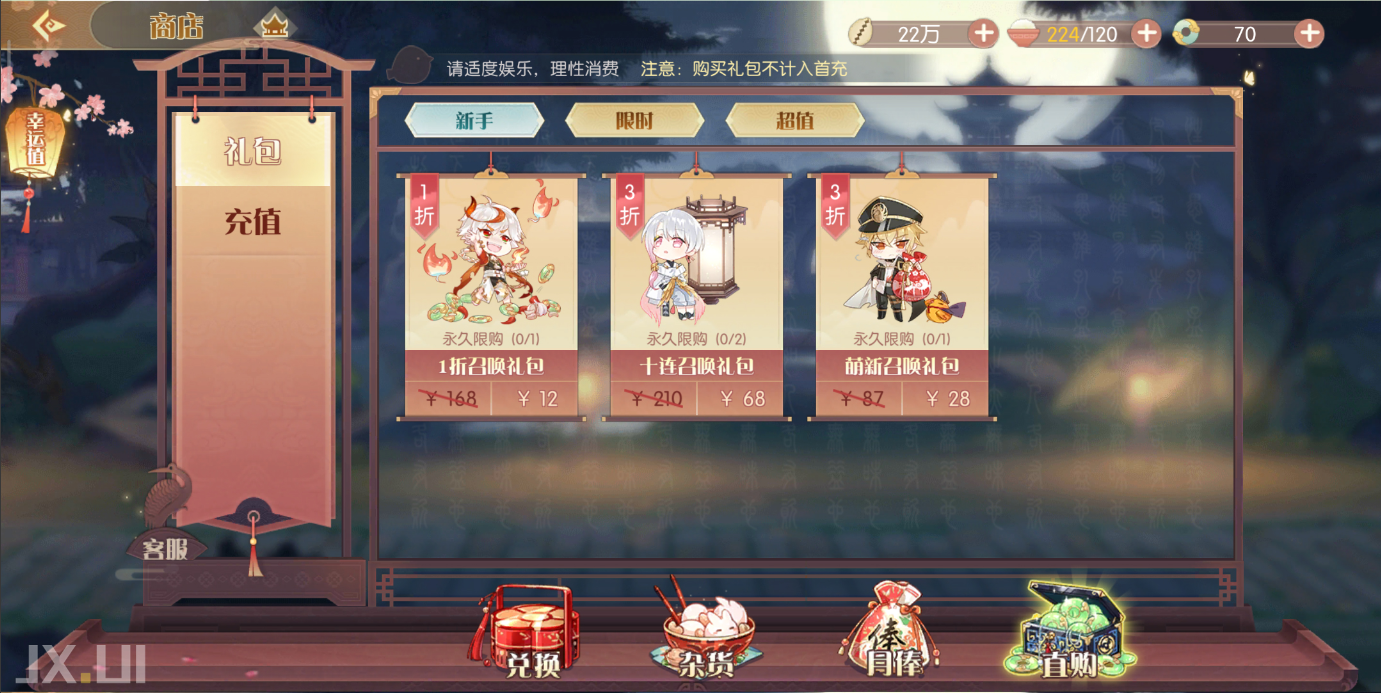 商店
22万
224/120
70
请适度娱乐，理性消费 注意：购买礼包不计入首充
幸运值
礼包
充值
新手
限时
超值
1折
3折
3折
永久限购 (0/1)
永久限购 (0/2)
永久限购 (0/1)
1折召唤礼包
十连召唤礼包
萌新召唤礼包
￥168 ￥12
￥210 ￥68
￥87 ￥28
客服
兑换
杂货
俸
月俸
直购
JX.UI